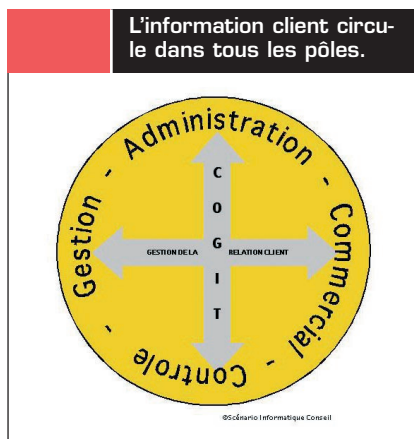 L'information client circu-
le dans tous les pôles.
Gestion - Administration - Commercial - Controle -
C
O
GESTION DE LA G RELATION CLIENT
I
T
©Scénario Informatique Conseil